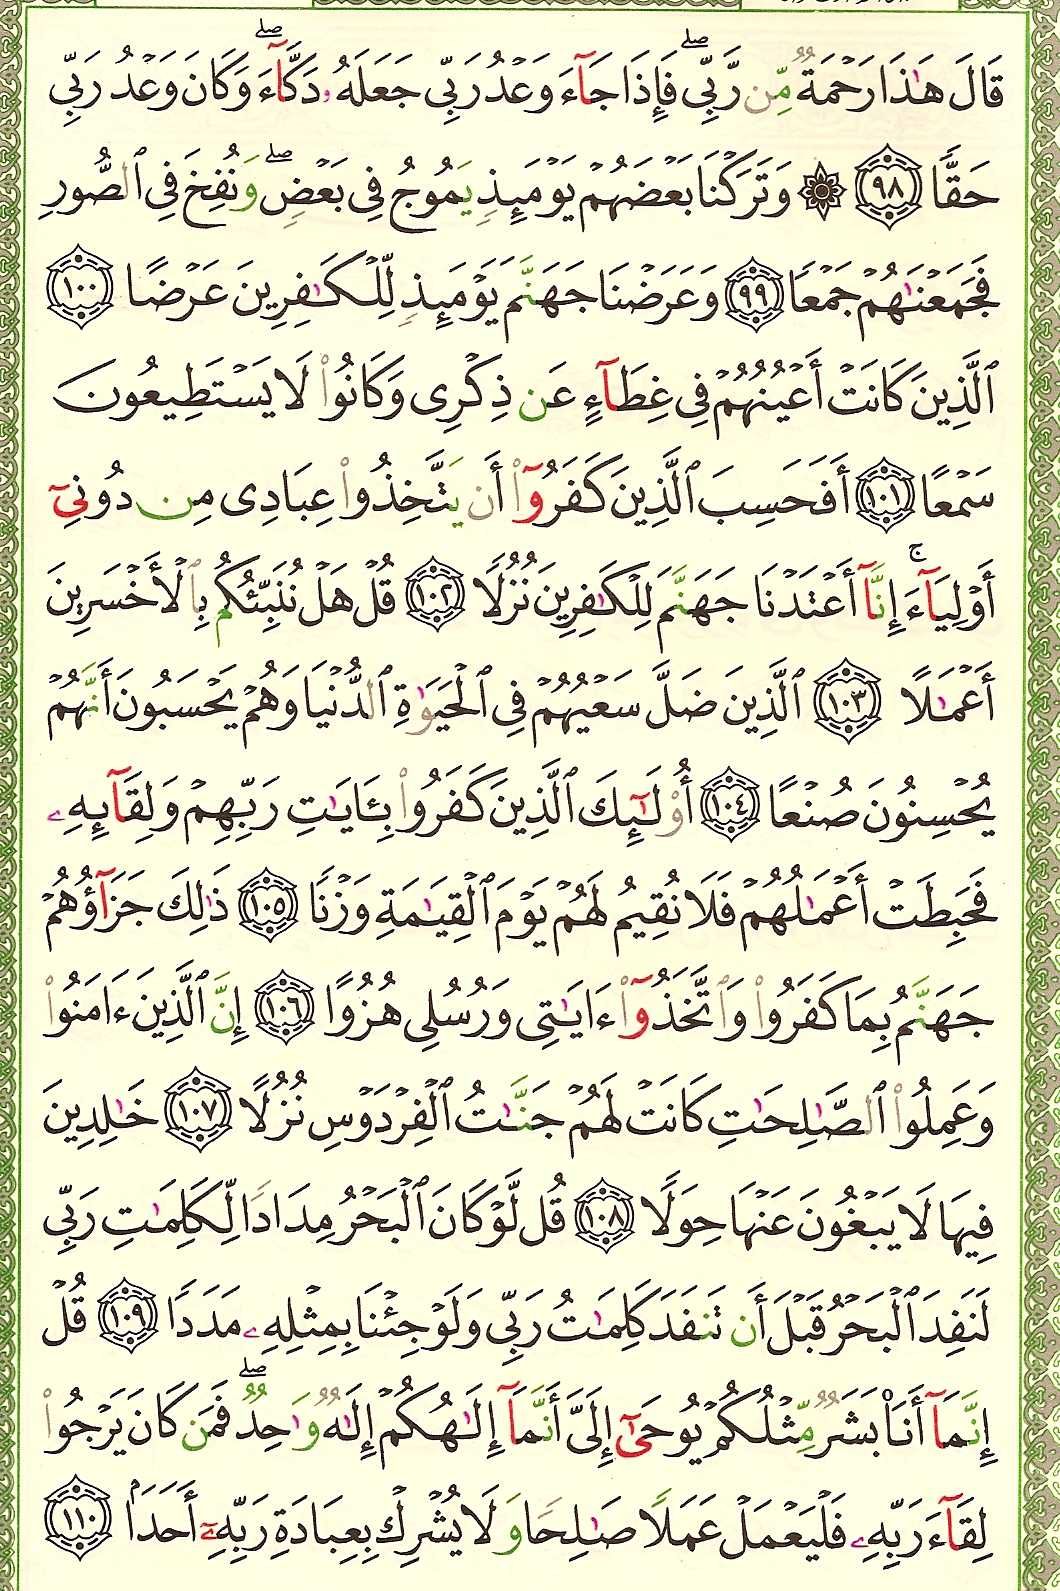 قَالَ هَٰذَا رَحْمَةٌ مِّن رَّبِّى ۖ فَإِذَا جَآءَ وَعْدُ رَبِّى جَعَلَهُۥ دَكَّآءَ ۖ وَكَانَ وَعْدُ رَبِّى
حَقًّا ﴿٩٨﴾ ۞ وَتَرَكْنَا بَعْضَهُمْ يَوْمَئِذٍ يَمُوجُ فِى بَعْضٍ ۖ وَنُفِخَ فِى ٱلصُّورِ
فَجَمَعْنَٰهُمْ جَمْعًا ﴿٩٩﴾ وَعَرَضْنَا جَهَنَّمَ يَوْمَئِذٍ لِّلْكَٰفِرِينَ عَرْضًا ﴿١٠٠﴾
ٱلَّذِينَ كَانَتْ أَعْيُنُهُمْ فِى غِطَآءٍ عَن ذِكْرِى وَكَانُوا۟ لَا يَسْتَطِيعُونَ
سَمْعًا ﴿١٠١﴾ أَفَحَسِبَ ٱلَّذِينَ كَفَرُوٓا۟ أَن يَتَّخِذُوا۟ عِبَادِى مِن دُونِىٓ
أَوْلِيَآءَ ۚ إِنَّآ أَعْتَدْنَا جَهَنَّمَ لِلْكَٰفِرِينَ نُزُلًا ﴿١٠٢﴾ قُلْ هَلْ نُنَبِّئُكُم بِٱلْأَخْسَرِينَ
أَعْمَٰلًا ﴿١٠٣﴾ ٱلَّذِينَ ضَلَّ سَعْيُهُمْ فِى ٱلْحَيَوٰةِ ٱلدُّنْيَا وَهُمْ يَحْسَبُونَ أَنَّهُمْ
يُحْسِنُونَ صُنْعًا ﴿١٠٤﴾ أُو۟لَٰٓئِكَ ٱلَّذِينَ كَفَرُوا۟ بِـَٔايَٰتِ رَبِّهِمْ وَلِقَآئِهِۦ
فَحَبِطَتْ أَعْمَٰلُهُمْ فَلَا نُقِيمُ لَهُمْ يَوْمَ ٱلْقِيَٰمَةِ وَزْنًا ﴿١٠٥﴾ ذَٰلِكَ جَزَآؤُهُمْ
جَهَنَّمُ بِمَا كَفَرُوا۟ وَٱتَّخَذُوٓا۟ ءَايَٰتِى وَرُسُلِى هُزُوًا ﴿١٠٦﴾ إِنَّ ٱلَّذِينَ ءَامَنُوا۟
وَعَمِلُوا۟ ٱلصَّٰلِحَٰتِ كَانَتْ لَهُمْ جَنَّٰتُ ٱلْفِرْدَوْسِ نُزُلًا ﴿١٠٧﴾ خَٰلِدِينَ
فِيهَا لَا يَبْغُونَ عَنْهَا حِوَلًا ﴿١٠٨﴾ قُل لَّوْ كَانَ ٱلْبَحْرُ مِدَادًا لِّكَلِمَٰتِ رَبِّى
لَنَفِدَ ٱلْبَحْرُ قَبْلَ أَن تَنفَدَ كَلِمَٰتُ رَبِّى وَلَوْ جِئْنَا بِمِثْلِهِۦ مَدَدًا ﴿١٠٩﴾ قُلْ
إِنَّمَآ أَنَا۠ بَشَرٌ مِّثْلُكُمْ يُوحَىٰٓ إِلَىَّ أَنَّمَآ إِلَٰهُكُمْ إِلَٰهٌ وَٰحِدٌ ۖ فَمَن كَانَ يَرْجُوا۟
لِقَآءَ رَبِّهِۦ فَلْيَعْمَلْ عَمَلًا صَٰلِحًا وَلَا يُشْرِكْ بِعِبَادَةِ رَبِّهِۦٓ أَحَدًۢا ﴿١١٠﴾